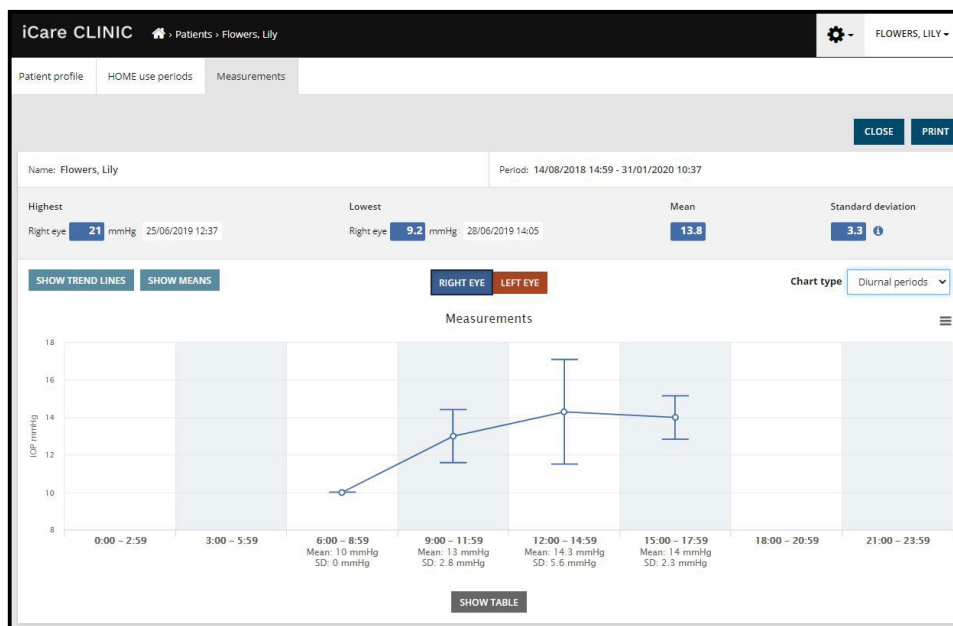 iCare CLINIC › Patients › Flowers, Lily FLOWERS, LILY
Patient profile HOME use periods Measurements
CLOSE PRINT
Name: Flowers, Lily Period: 14/08/2018 14:59 - 31/01/2020 10:37
Highest Lowest Mean Standard deviation
Right eye 21 mmHg 25/06/2019 12:37 Right eye 9.2 mmHg 28/06/2019 14:05 13.8 3.3
SHOW TREND LINES SHOW MEANS RIGHT EYE LEFT EYE Chart type Diurnal periods
Measurements
18
16
14
12
10
8
IOP mmHg
0:00 – 2:59 3:00 – 5:59 6:00 – 8:59 9:00 – 11:59 12:00 – 14:59 15:00 – 17:59 18:00 – 20:59 21:00 – 23:59
Mean: 10 mmHg Mean: 13 mmHg Mean: 14.3 mmHg Mean: 14 mmHg
SD: 0 mmHg SD: 2.8 mmHg SD: 5.6 mmHg SD: 2.3 mmHg
SHOW TABLE